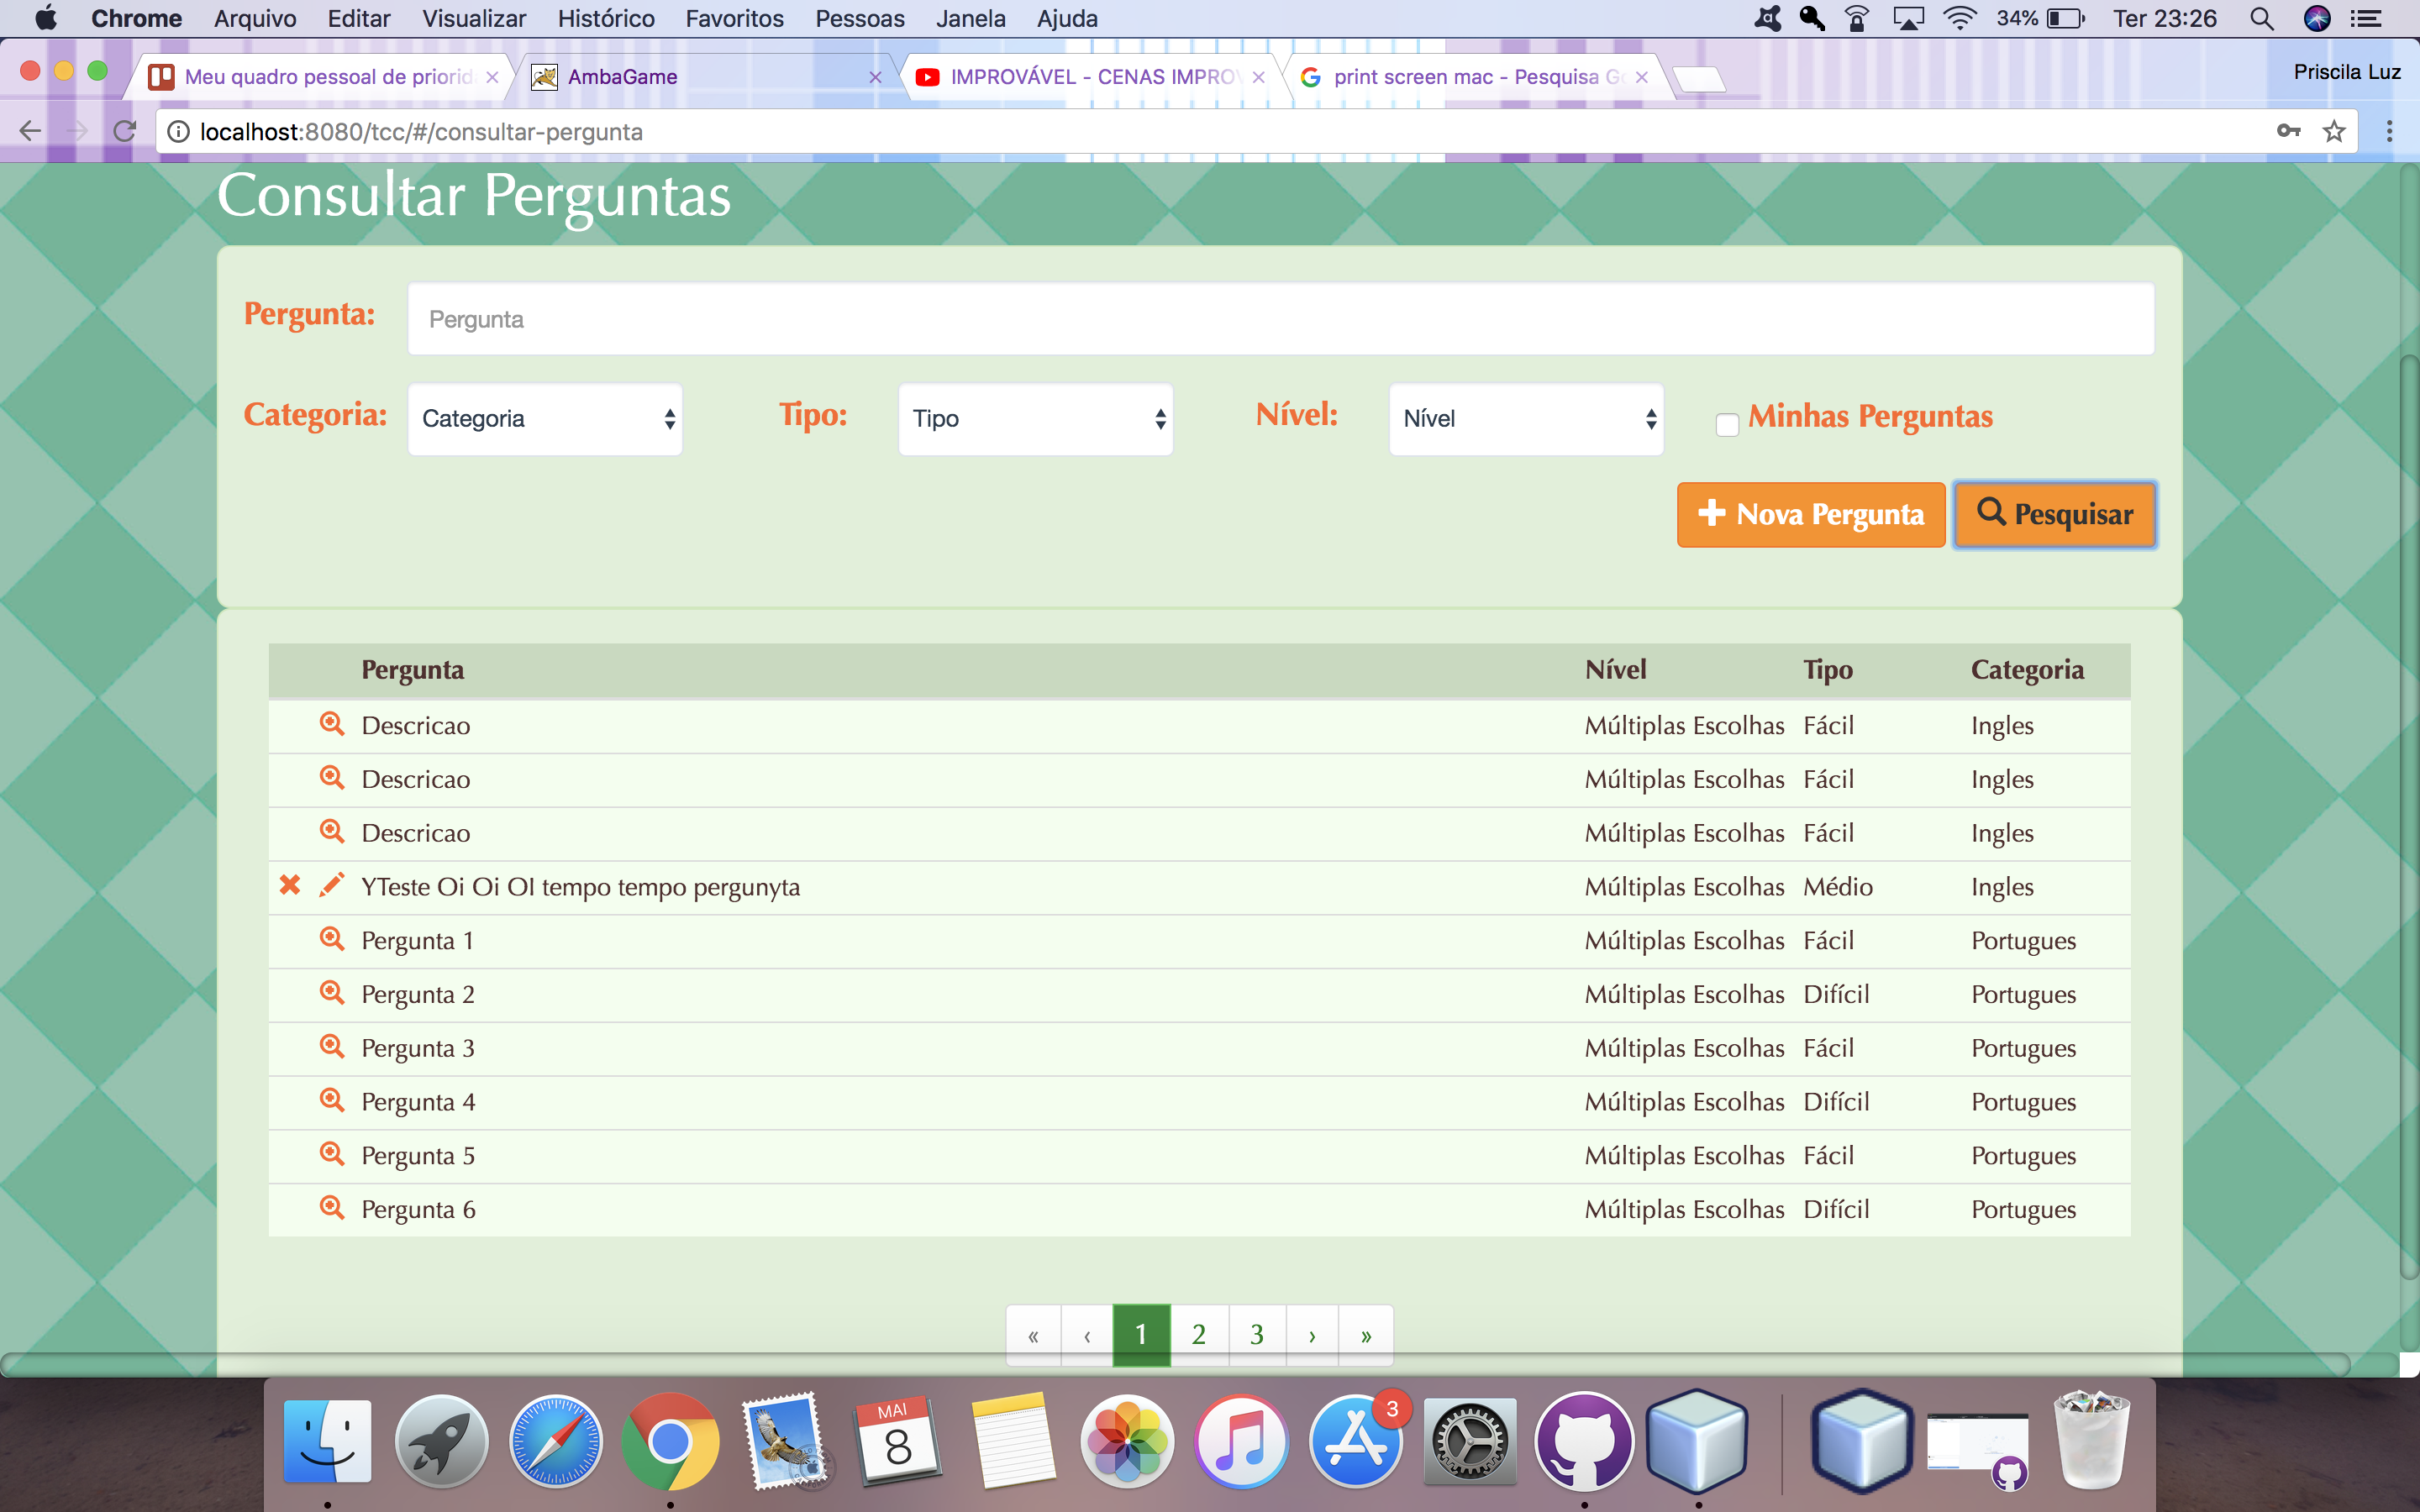 Chrome Arquivo Editar Visualizar Histórico Favoritos Pessoas Janela Ajuda 34% Ter 23:26
Meu quadro pessoal de priorid × AmbaGame × IMPROVÁVEL - CENAS IMPROV × print screen mac - Pesquisa Go × Priscila Luz
localhost:8080/tcc/#/consultar-pergunta
Consultar Perguntas
Pergunta: Pergunta
Categoria: Categoria Tipo: Tipo Nível: Nível Minhas Perguntas
Nova Pergunta Pesquisar
Pergunta Nível Tipo Categoria
Descricao Múltiplas Escolhas Fácil Ingles
Descricao Múltiplas Escolhas Fácil Ingles
Descricao Múltiplas Escolhas Fácil Ingles
YTeste Oi Oi OI tempo tempo pergunyta Múltiplas Escolhas Médio Ingles
Pergunta 1 Múltiplas Escolhas Fácil Portugues
Pergunta 2 Múltiplas Escolhas Difícil Portugues
Pergunta 3 Múltiplas Escolhas Fácil Portugues
Pergunta 4 Múltiplas Escolhas Difícil Portugues
Pergunta 5 Múltiplas Escolhas Fácil Portugues
Pergunta 6 Múltiplas Escolhas Difícil Portugues
« ‹ 1 2 3 › »
MAI 3
8